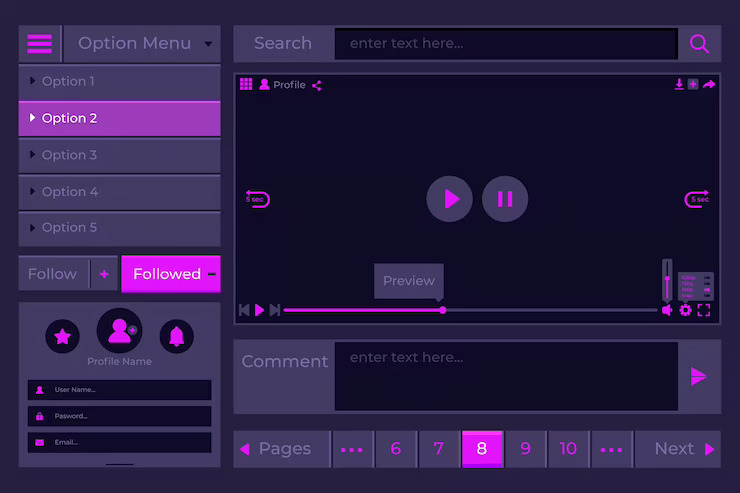 Option Menu
Option 1
Option 2
Option 3
Option 4
Option 5
Follow +
Followed -
Profile Name
User Name...
Pasword...
Email...
Search
enter text here...
Profile
5 sec
5 sec
Preview
Comment
enter text here...
Pages ... 6 7 8 9 10 ... Next